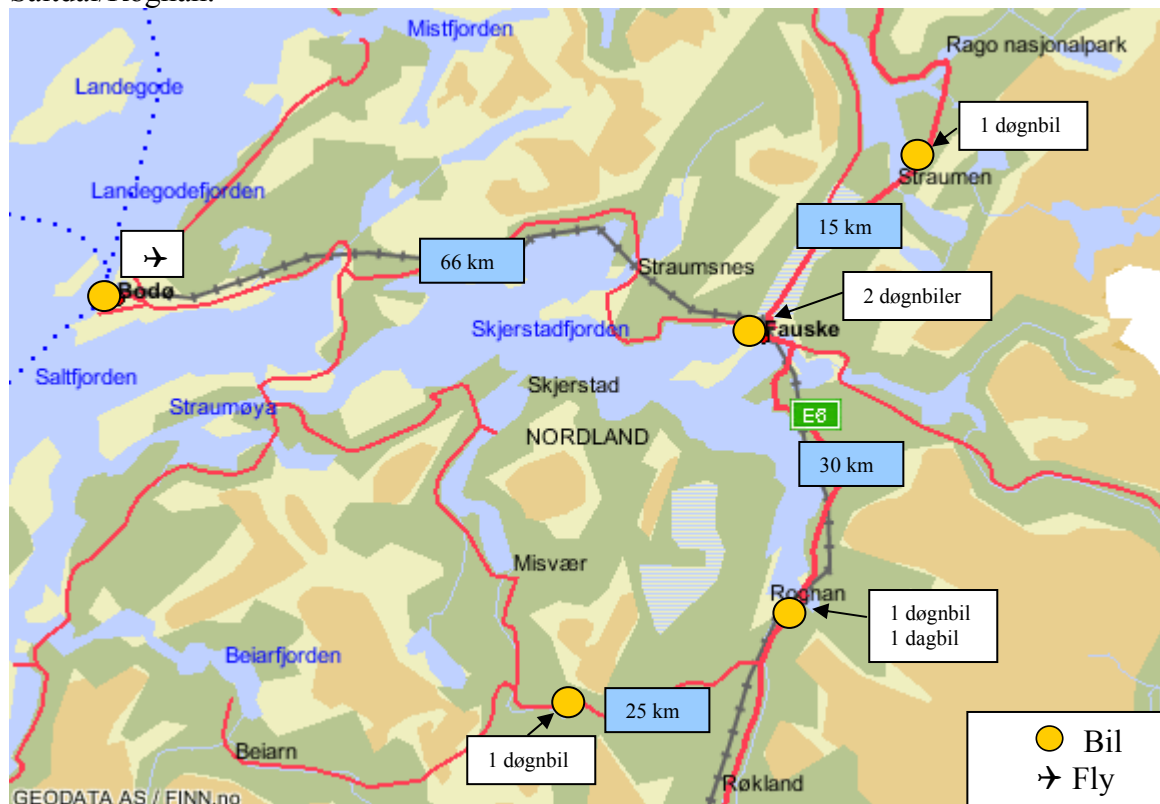 Mistfjorden
Rago nasjonalpark
Landegode
1 døgnbil
Straumen
Landegodefjorden
15 km
66 km
Straumsnes
Bodø
2 døgnbiler
Skjerstadfjorden
Fauske
Saltfjorden
Skjerstad
Straumøya
E6
NORDLAND
30 km
Misvær
Rognan
1 døgnbil
1 dagbil
Beiarfjorden
25 km
1 døgnbil
Beiarn
Bil
Røkland
Fly
GEODATA AS / FINN.no